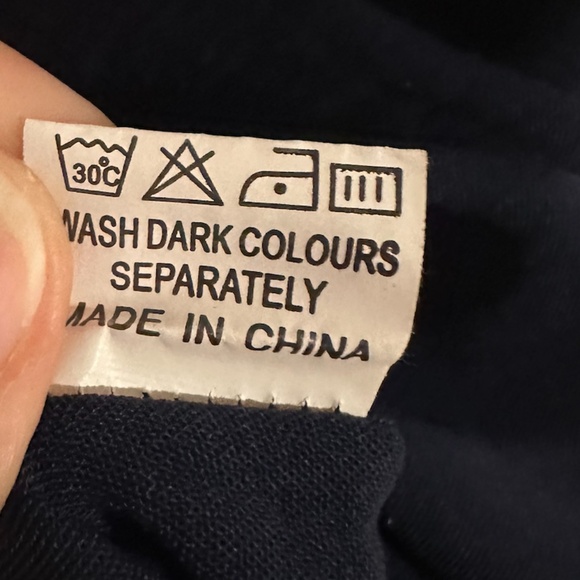 30°C
WASH DARK COLOURS
SEPARATELY
MADE IN CHINA